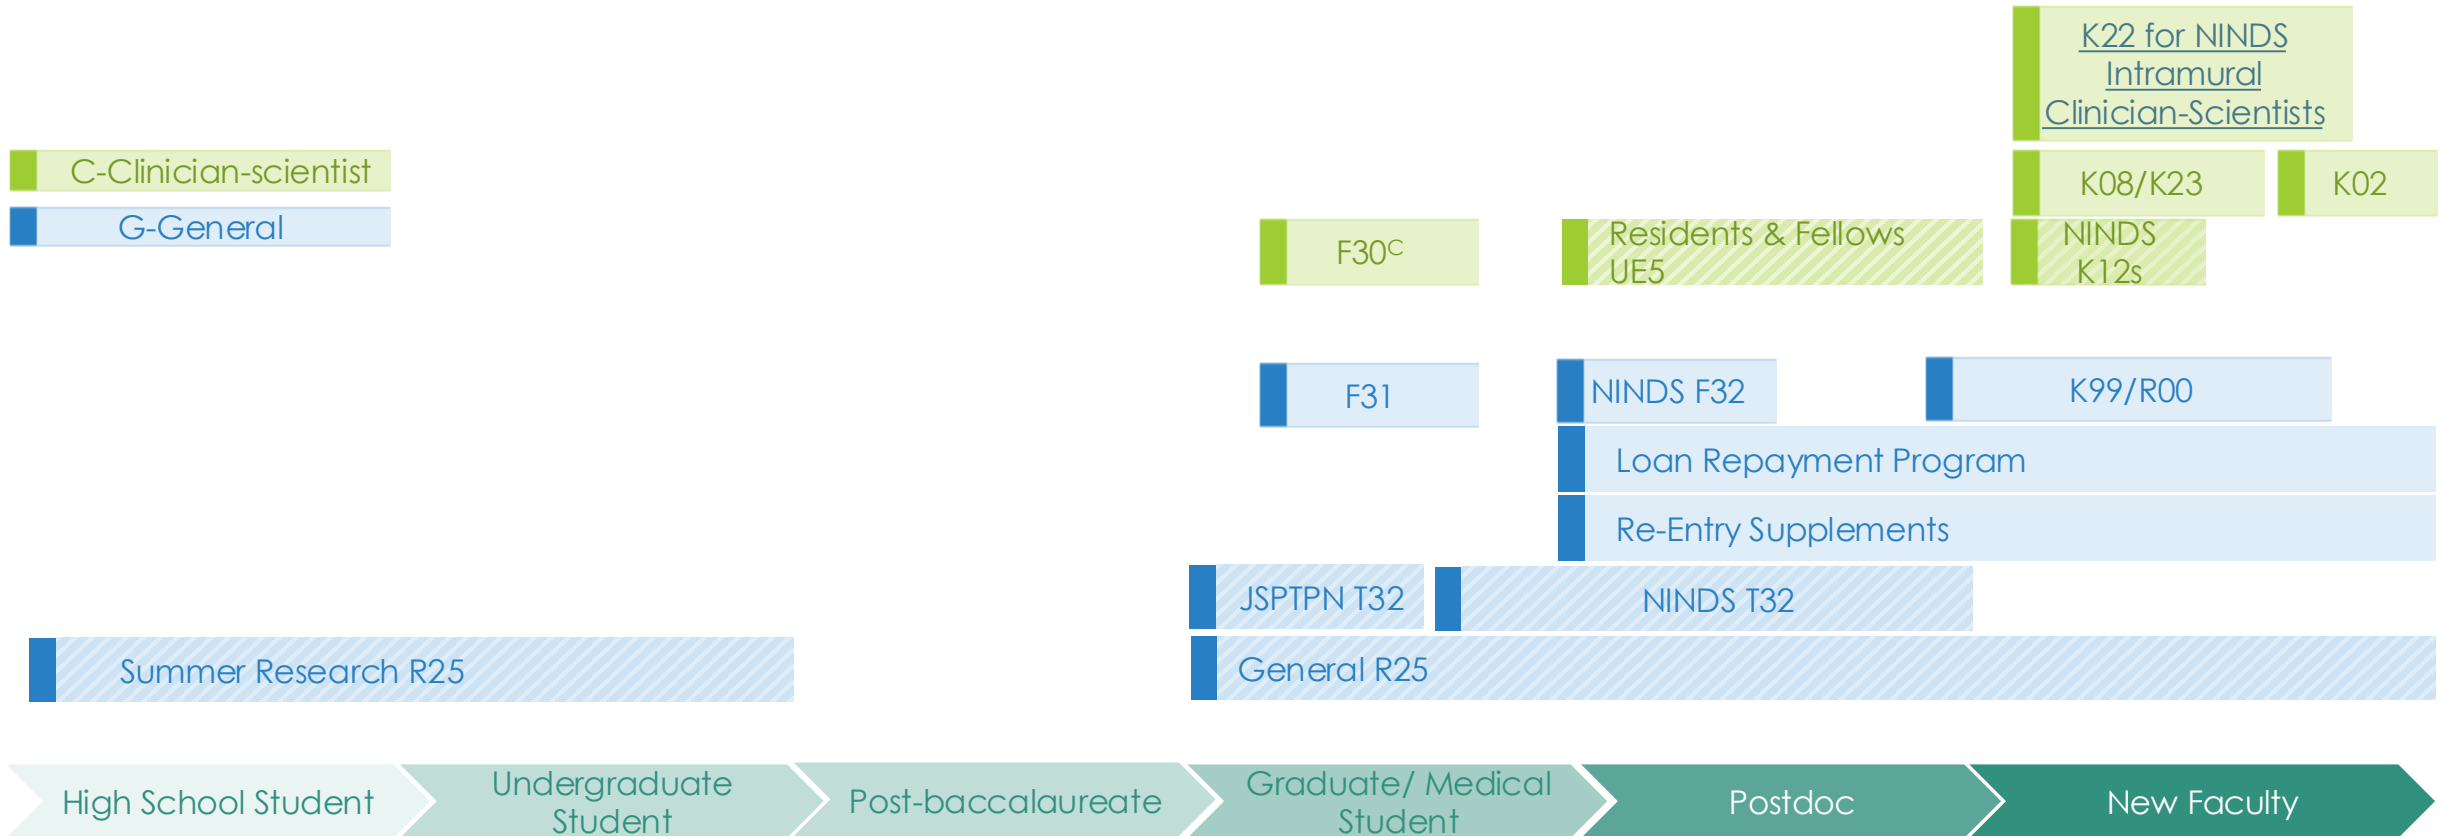 K22 for NINDS
Intramural
Clinician-Scientists
C-Clinician-scientist
K08/K23
K02
G-General
F30C
Residents & Fellows
UE5
NINDS
K12s
F31
NINDS F32
K99/R00
Loan Repayment Program
Re-Entry Supplements
JSPTPN T32
NINDS T32
Summer Research R25
General R25
High School Student
Undergraduate
Student
Post-baccalaureate
Graduate/ Medical
Student
Postdoc
New Faculty